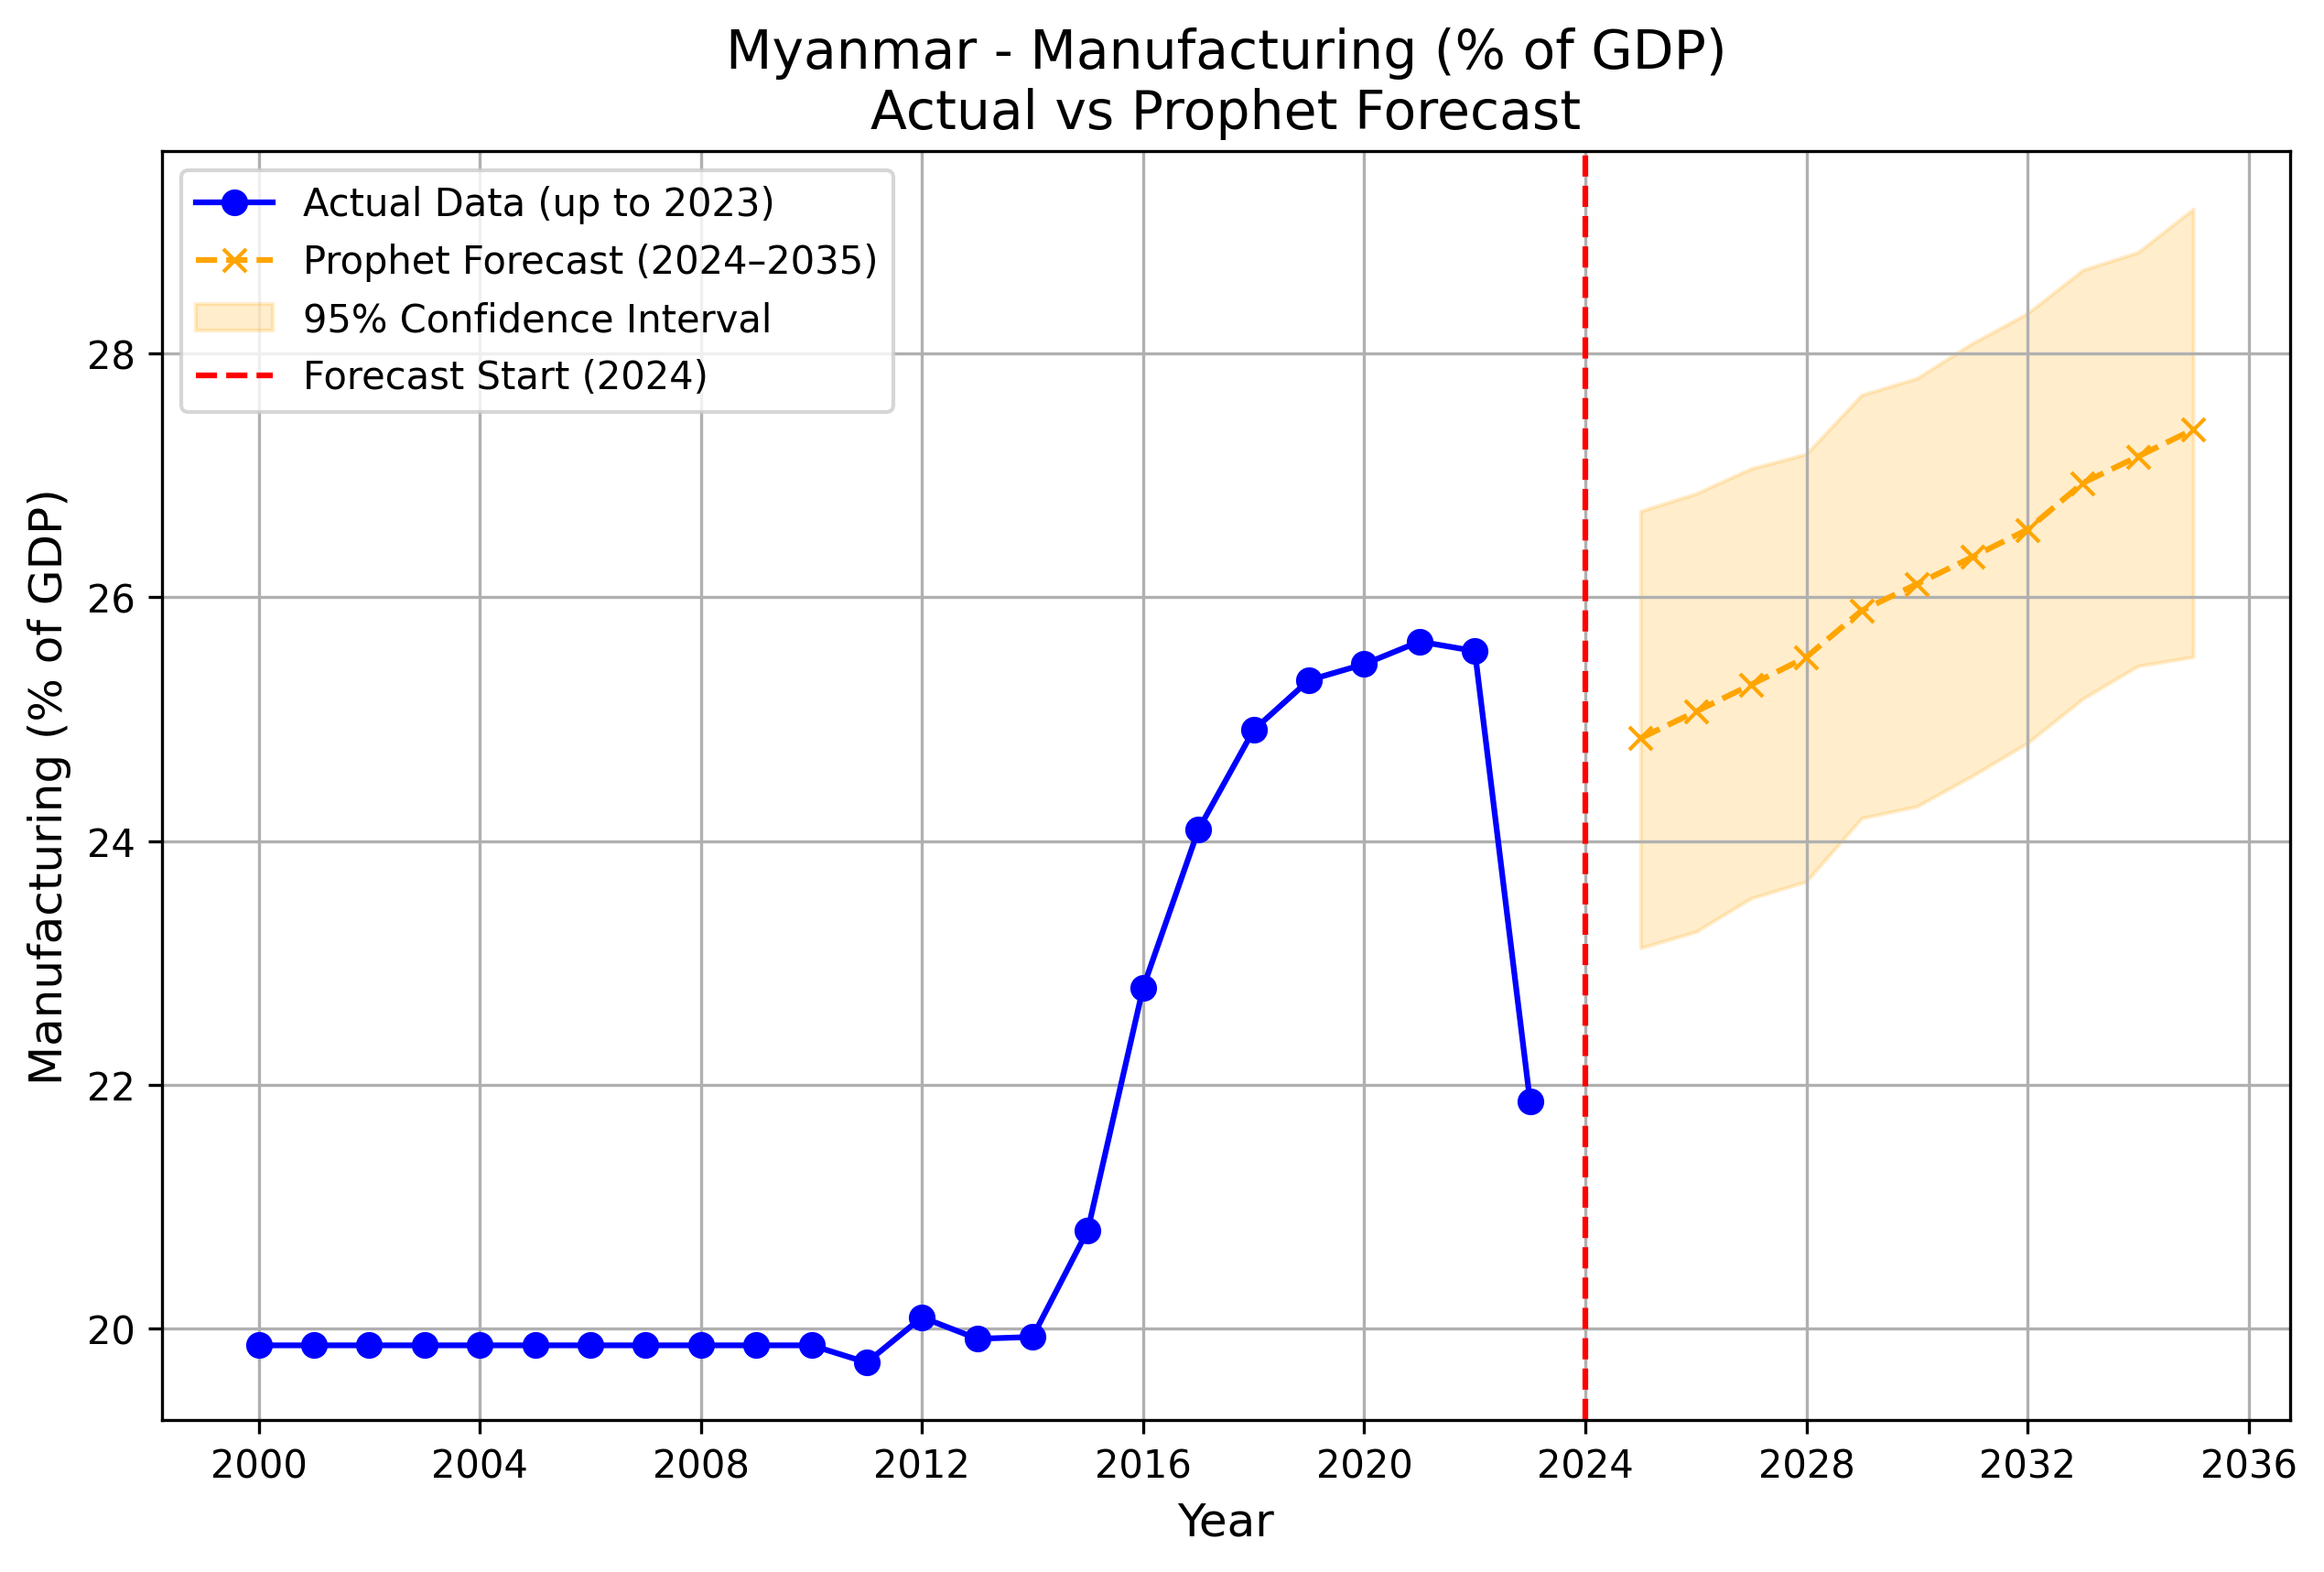 Myanmar - Manufacturing (% of GDP)
Actual vs Prophet Forecast
Actual Data (up to 2023)
Prophet Forecast (2024–2035)
95% Confidence Interval
Forecast Start (2024)
Manufacturing (% of GDP)
28
26
24
22
20
2000 2004 2008 2012 2016 2020 2024 2028 2032 2036
Year